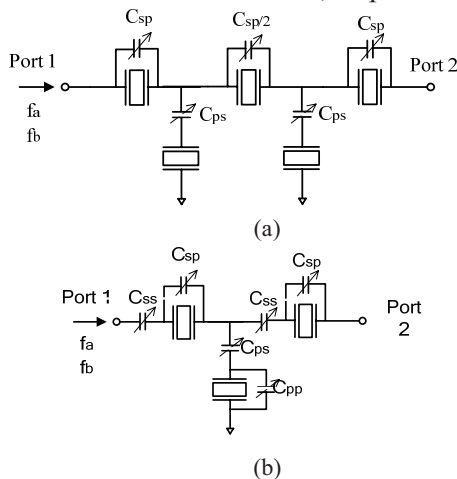 Csp Csp/2 Csp
Port 1 Port 2
fa
fb
Cps Cps
(a)
Csp Csp
Port 1 Css Css Port
2
fa
fb
Cps
Cpp
(b)